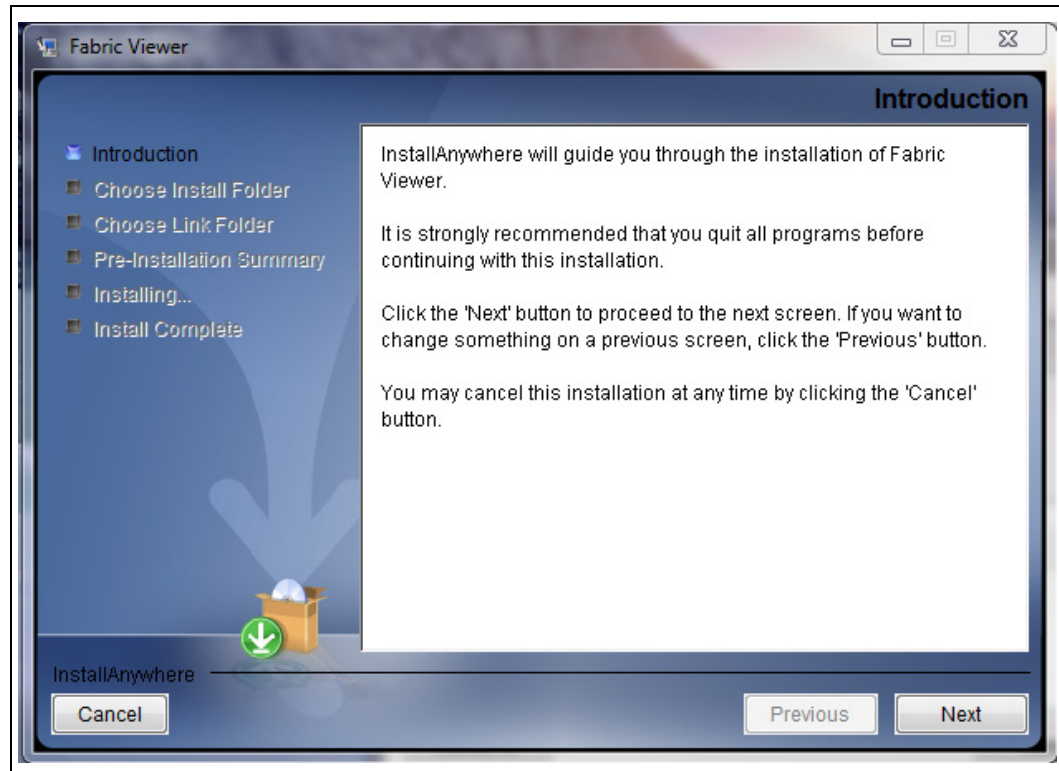 Fabric Viewer
Introduction
Introduction
Choose Install Folder
Choose Link Folder
Pre-Installation Summary
Installing...
Install Complete
InstallAnywhere will guide you through the installation of Fabric
Viewer.
It is strongly recommended that you quit all programs before
continuing with this installation.
Click the 'Next' button to proceed to the next screen. If you want to
change something on a previous screen, click the 'Previous' button.
You may cancel this installation at any time by clicking the 'Cancel'
button.
InstallAnywhere
Cancel
Previous
Next